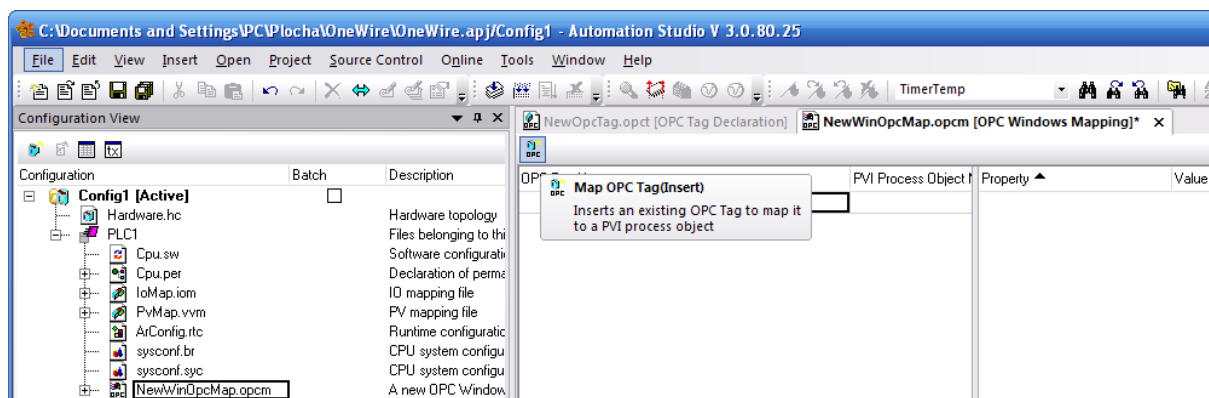 C:\Documents and Settings\PC\Plocha\OneWire\OneWire.apj/Config1 - Automation Studio V 3.0.80.25
File Edit View Insert Open Project Source Control Online Tools Window Help
TimerTemp
Configuration View
NewOpcTag.opct [OPC Tag Declaration] NewWinOpcMap.opcm [OPC Windows Mapping]*
Configuration Batch Description
PVI Process Object Property Value
Map OPC Tag(Insert)
Inserts an existing OPC Tag to map it
to a PVI process object
Config1 [Active]
Hardware.hc Hardware topology
PLC1 Files belonging to thi
Cpu.sw Software configurati
Cpu.per Declaration of perma
IoMap.iom IO mapping file
PvMap.vvm PV mapping file
ArConfig.rtc Runtime configuratic
sysconf.br CPU system configu
sysconf.syc CPU system configu
NewWinOpcMap.opcm A new OPC Window